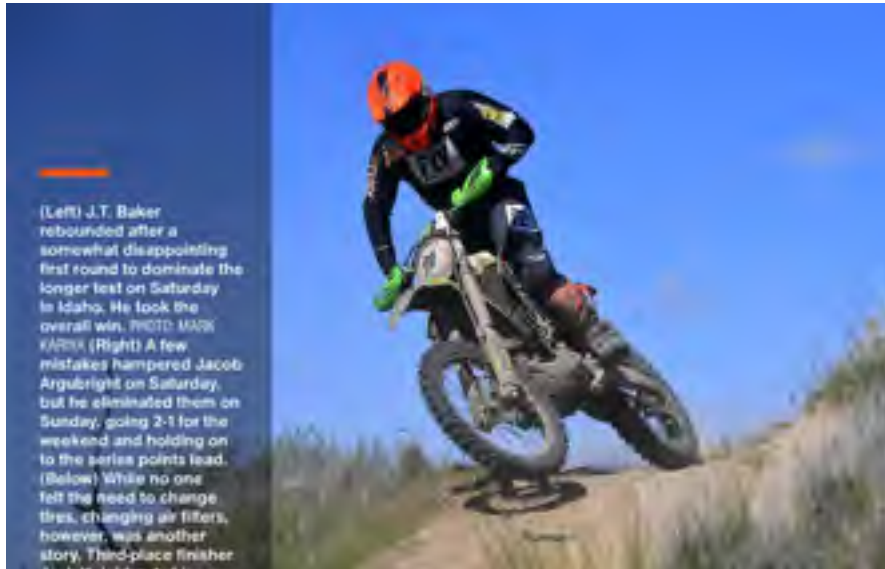 (Left) J.T. Baker
rebounded after a
somewhat disappointing
first round to dominate the
longer test on Saturday
in Idaho. He took the
overall win. PHOTO: MARK
KARIYA (Right) A few
mistakes hampered Jacob
Argubright on Saturday,
but he eliminated them on
Sunday, going 2-1 for the
weekend and holding on
to the series points lead.
(Below) While no one
felt the need to change
tires, changing air filters,
however, was another
story. Third-place finisher